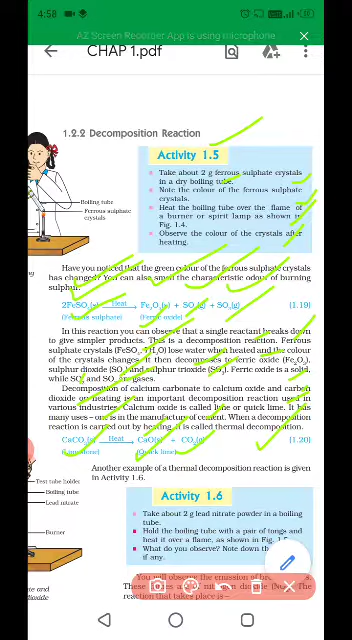 4:58
AZ Screen Recorder App is using microphone
CHAP 1.pdf
1.2.2 Decomposition Reaction
Activity 1.5
Take about 2 g ferrous sulphate crystals
in a dry boiling tube.
Note the colour of the ferrous sulphate
crystals.
Heat the boiling tube over the flame of
a burner or spirit lamp as shown in
Fig. 1.4.
Observe the colour of the crystals after
heating.
Boiling tube
Ferrous sulphate
crystals
Have you noticed that the green colour of the ferrous sulphate crystals
has changed? You can also smell the characteristic odour of burning
sulphur.
2FeSO₄(s) Heat→ Fe₂O₃(s) + SO₂(g) + SO₃(g) [1.19]
(Ferrous sulphate) (Ferric oxide)
In this reaction you can observe that a single reactant breaks down
to give simpler products. This is a decomposition reaction. Ferrous
sulphate crystals (FeSO₄, 7H₂O) lose water when heated and the colour
of the crystals changes. It then decomposes to ferric oxide (Fe₂O₃),
sulphur dioxide (SO₂) and sulphur trioxide (SO₃). Ferric oxide is a solid,
while SO₂ and SO₃ are gases.
Decomposition of calcium carbonate to calcium oxide and carbon
dioxide on heating is an important decomposition reaction used in
various industries. Calcium oxide is called lime or quick lime. It has
many uses – one is in the manufacture of cement. When a decomposition
reaction is carried out by heating, it is called thermal decomposition.
CaCO₃(s) Heat→ CaO(s) + CO₂(g) [1.20]
(Limestone) (Quick lime)
Another example of a thermal decomposition reaction is given
in Activity 1.6.
Test tube holder
Boiling tube
Lead nitrate
Burner
Activity 1.6
Take about 2 g lead nitrate powder in a boiling
tube.
Hold the boiling tube with a pair of tongs and
heat it over a flame, as shown in Fig. 1.5.
What do you observe? Note down the
if any.
You will observe the emission of
These
The
reaction that takes place is –